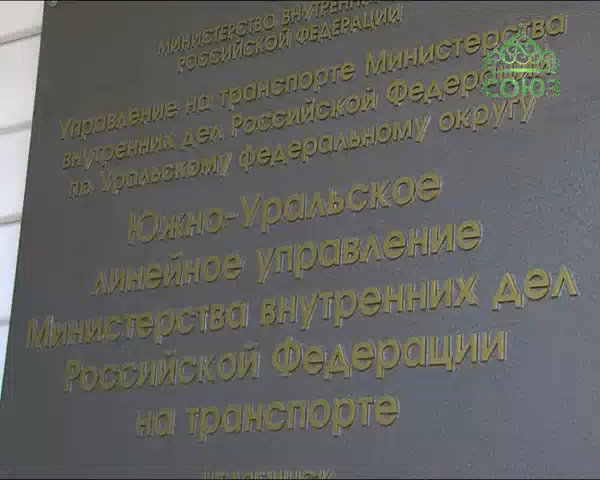 МИНИСТЕРСТВО ВНУТРЕННИХ
РОССИЙСКОЙ ФЕДЕРАЦИИ
Управление на транспорте Министерства
внутренних дел Российской Федерации
по Уральскому федеральному округу
Южно-Уральское
линейное управление
Министерства внутренних дел
Российской Федерации
на транспорте
СОЮЗ